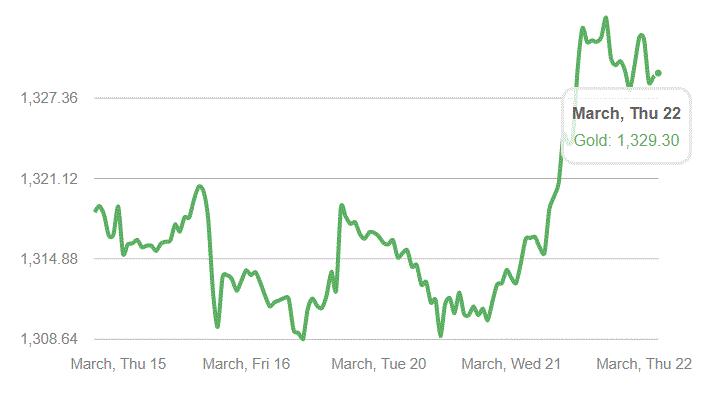 1,327.36
March, Thu 22
Gold: 1,329.30
1,321.12
1,314.88
1,308.64
March, Thu 15 March, Fri 16 March, Tue 20 March, Wed 21 March, Thu 22